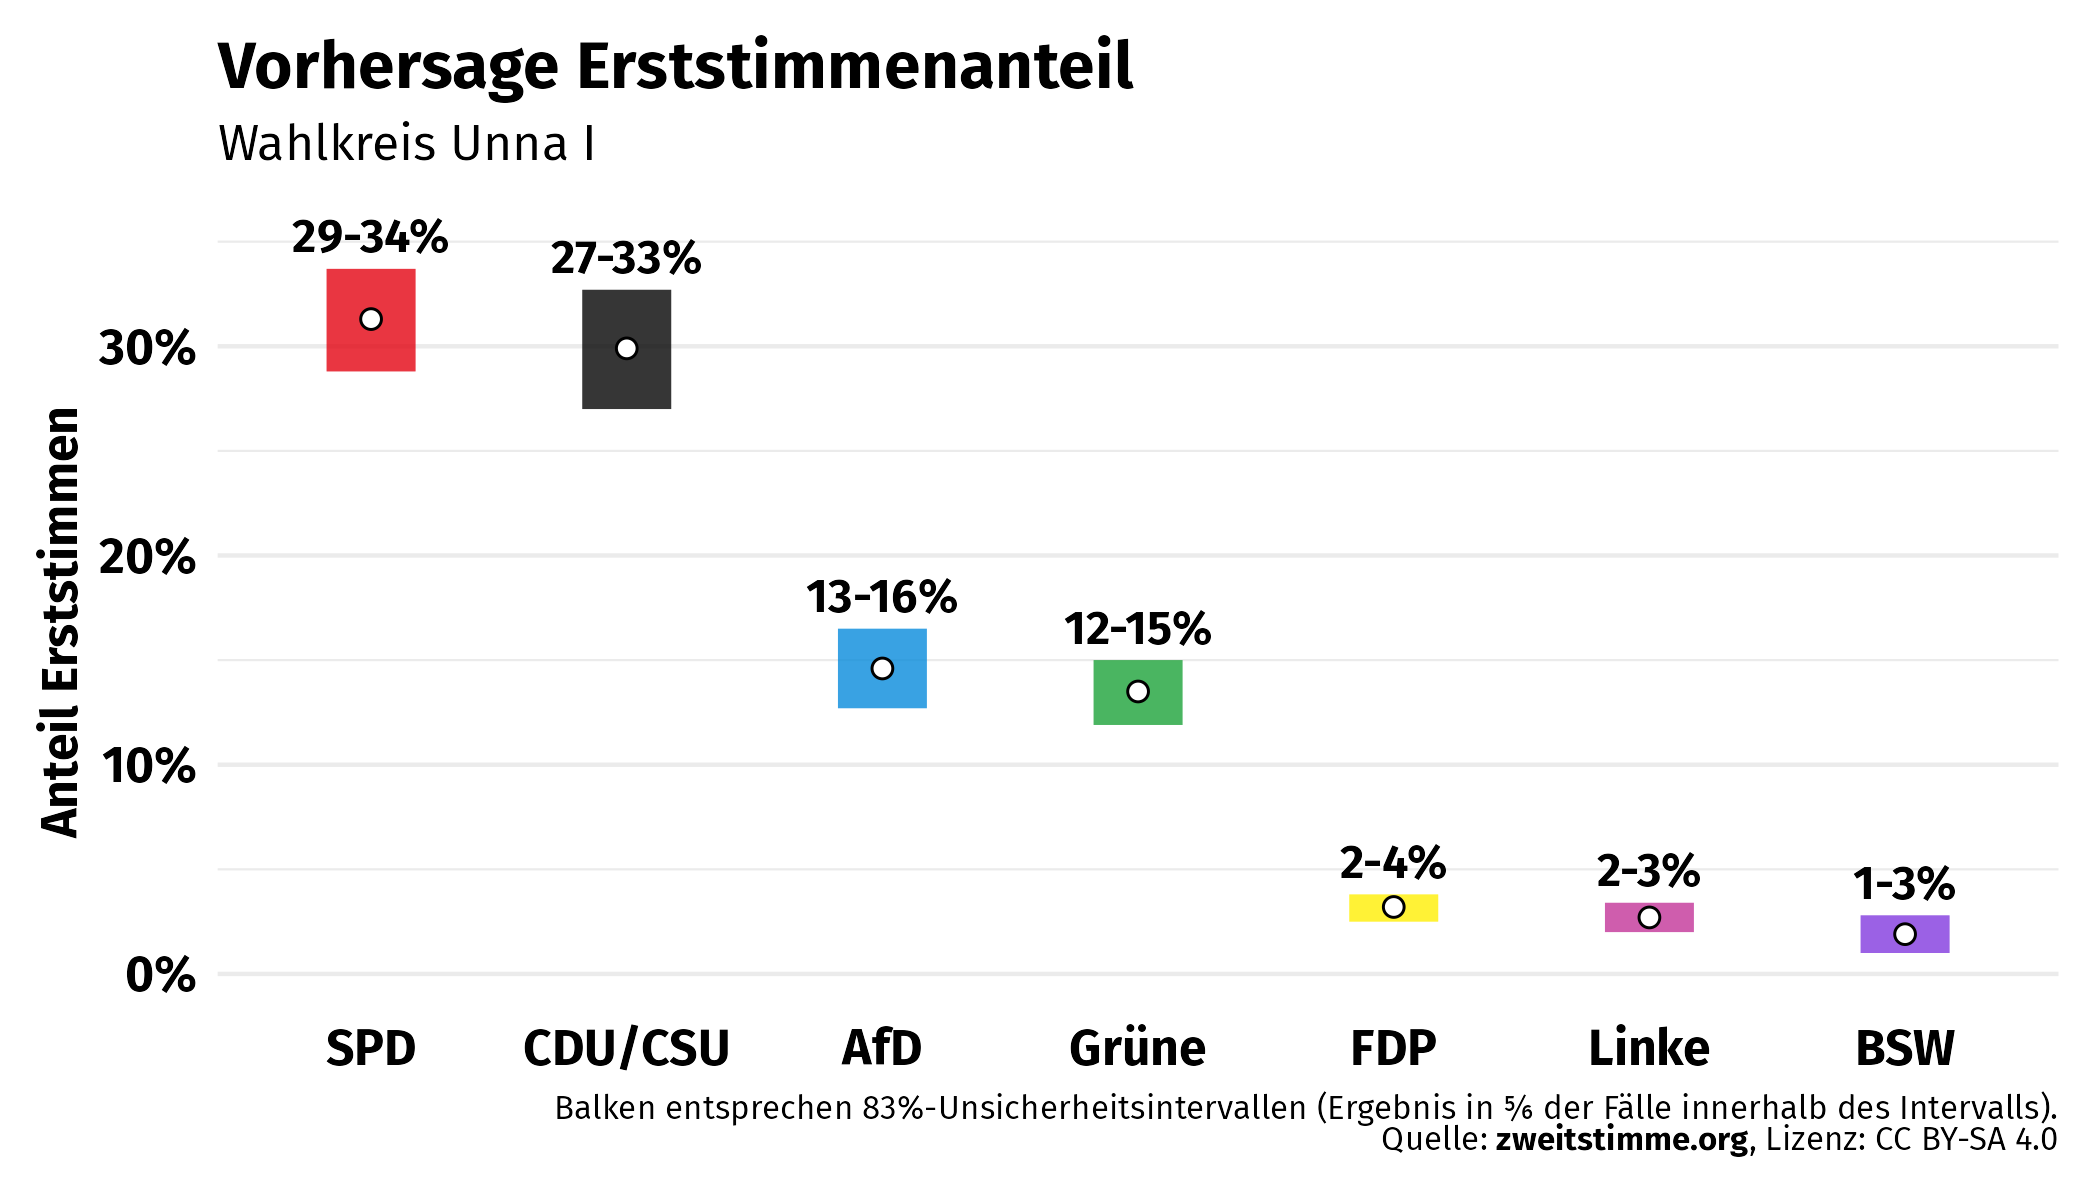 Vorhersage Erststimmenanteil
Wahlkreis Unna I
29-34%
27-33%
30%
Anteil Erststimmen
20%
13-16%
12-15%
10%
2-4%
2-3%
1-3%
0%
SPD CDU/CSU AfD Grüne FDP Linke BSW
Balken entsprechen 83%-Unsicherheitsintervallen (Ergebnis in ⅚ der Fälle innerhalb des Intervalls).
Quelle: zweitstimme.org, Lizenz: CC BY-SA 4.0